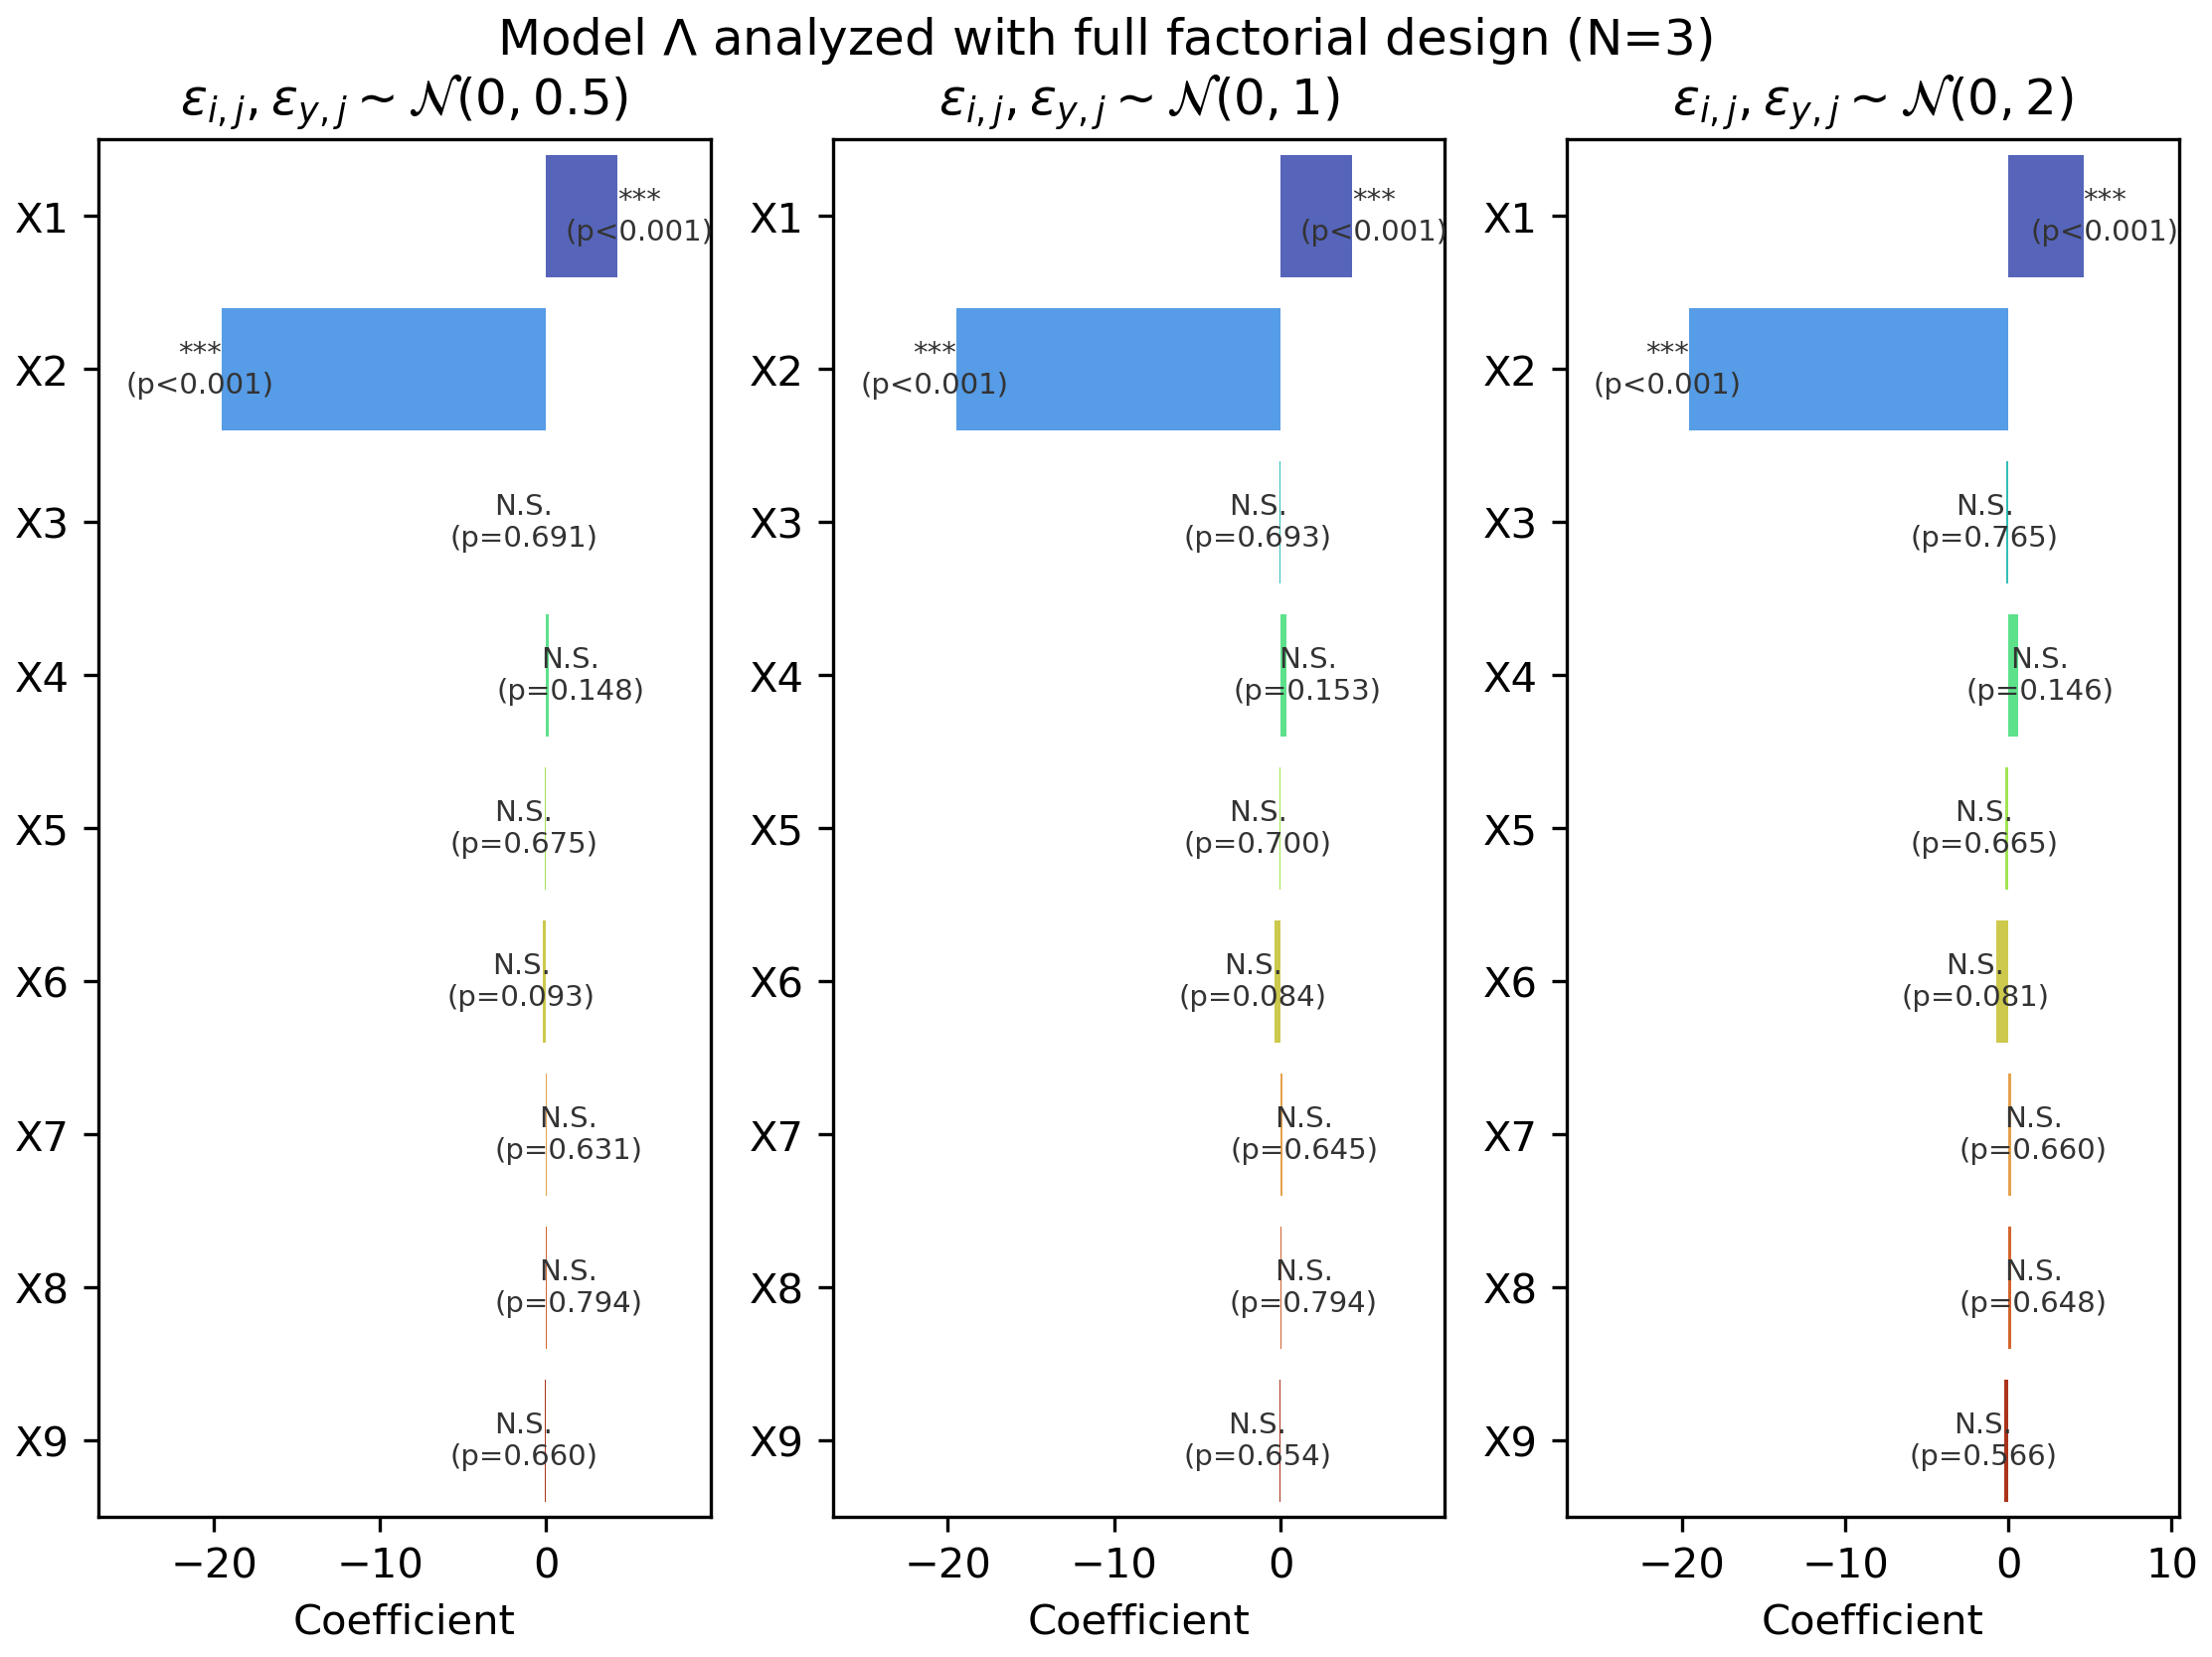 Model Λ analyzed with full factorial design (N=3)
εi,j, εy,j ~ 𝒩(0, 0.5)
X1
***
(p<0.001)
X2
***
(p<0.001)
X3
N.S.
(p=0.691)
X4
N.S.
(p=0.148)
X5
N.S.
(p=0.675)
X6
N.S.
(p=0.093)
X7
N.S.
(p=0.631)
X8
N.S.
(p=0.794)
X9
N.S.
(p=0.660)
−20 −10 0
Coefficient
εi,j, εy,j ~ 𝒩(0, 1)
X1
***
(p<0.001)
X2
***
(p<0.001)
X3
N.S.
(p=0.693)
X4
N.S.
(p=0.153)
X5
N.S.
(p=0.700)
X6
N.S.
(p=0.084)
X7
N.S.
(p=0.645)
X8
N.S.
(p=0.794)
X9
N.S.
(p=0.654)
−20 −10 0
Coefficient
εi,j, εy,j ~ 𝒩(0, 2)
X1
***
(p<0.001)
X2
***
(p<0.001)
X3
N.S.
(p=0.765)
X4
N.S.
(p=0.146)
X5
N.S.
(p=0.665)
X6
N.S.
(p=0.081)
X7
N.S.
(p=0.660)
X8
N.S.
(p=0.648)
X9
N.S.
(p=0.566)
−20 −10 0 10
Coefficient